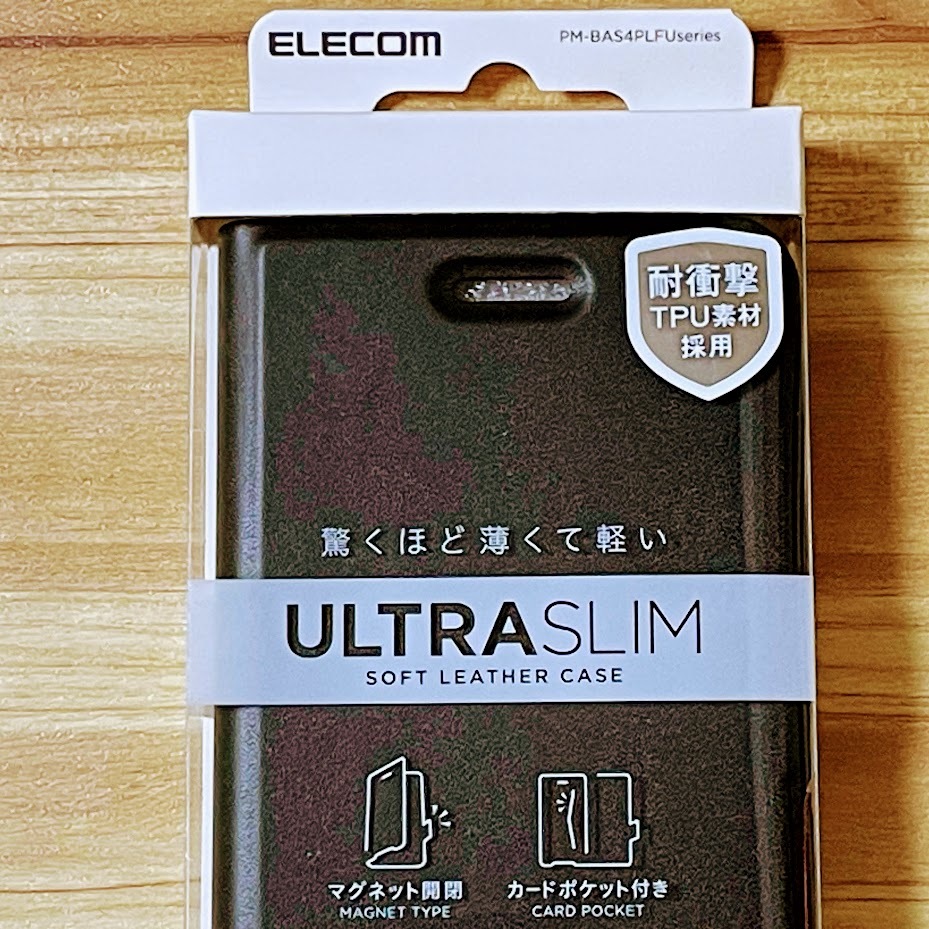 ELECOM
PM-BAS4PLFUseries
耐衝撃
TPU素材
採用
驚くほど薄くて軽い
ULTRASLIM
SOFT LEATHER CASE
マグネット開閉
MAGNET TYPE
カードポケット付き
CARD POCKET